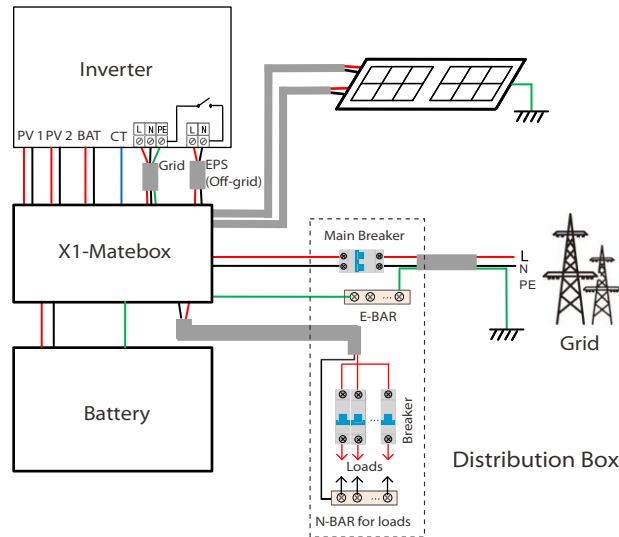 Inverter
L N PE
L N
PV 1 PV 2 BAT CT
Grid
EPS
(Off-grid)
X1-Matebox
Main Breaker
L
N
PE
...
E-BAR
Grid
Battery
...
Breaker
Loads
...
N-BAR for loads
Distribution Box